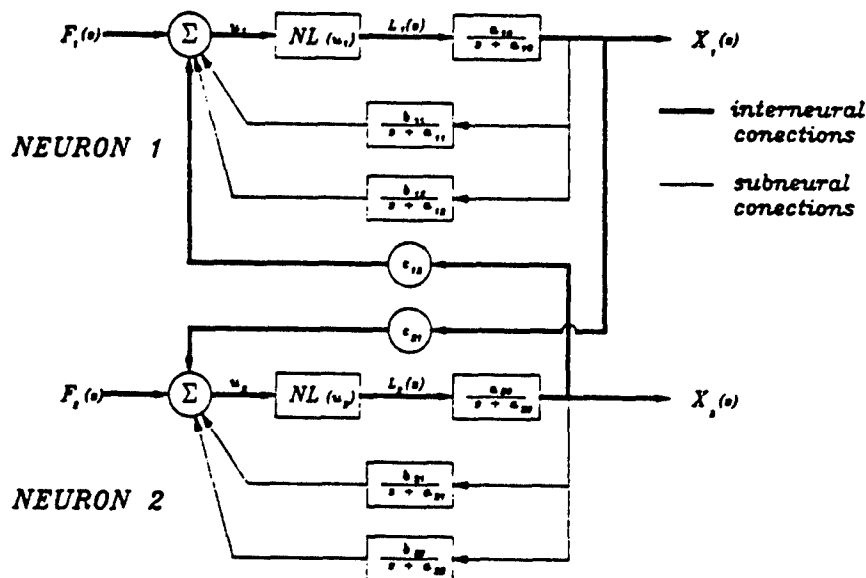 F₁(s) Σ u₁ NL(u₁) L₁(s) a₁₀ / s + a₁₀ X₁(s)
b₁₁ / s + a₁₁
interneural
conections
NEURON 1
b₁₂ / s + a₁₂
subneural
conections
c₁₂
c₂₁
F₂(s) Σ u₂ NL(u₂) L₂(s) a₂₀ / s + a₂₀ X₂(s)
b₂₁ / s + a₂₁
NEURON 2
b₂₂ / s + a₂₂